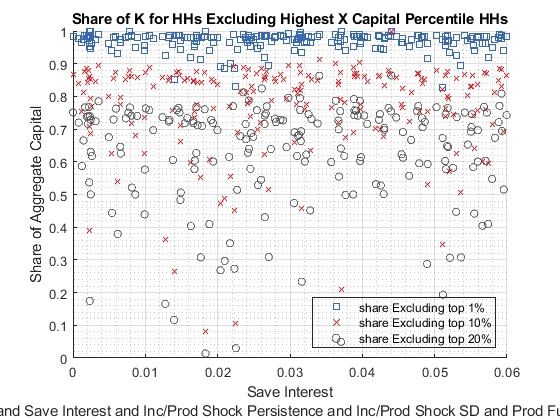 Share of K for HHs Excluding Highest X Capital Percentile HHs
1
0.9
0.8
0.7
0.6
0.5
0.4
0.3
0.2
0.1
0
Share of Aggregate Capital
share Excluding top 1%
share Excluding top 10%
share Excluding top 20%
0 0.01 0.02 0.03 0.04 0.05 0.06
Save Interest
and Save Interest and Inc/Prod Shock Persistence and Inc/Prod Shock SD and Prod Fu